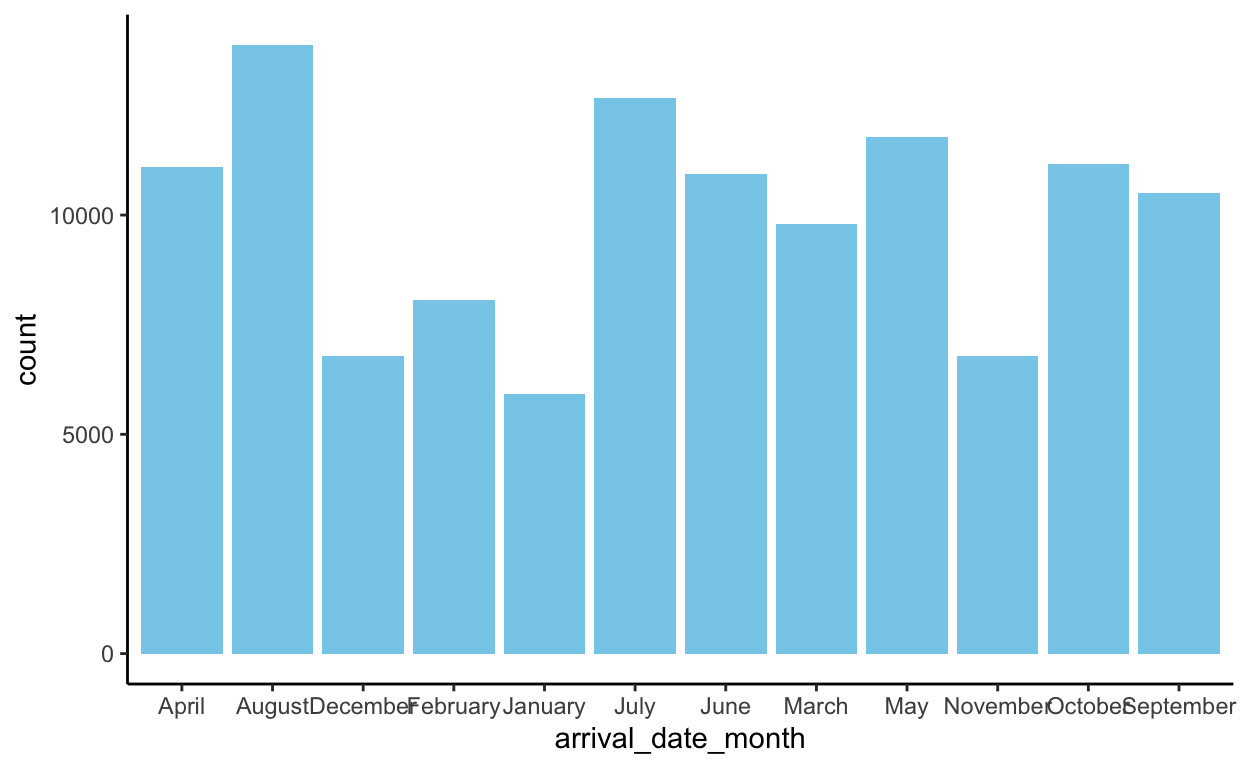 count
10000
5000
0
April August December February January July June March May November October September
arrival_date_month